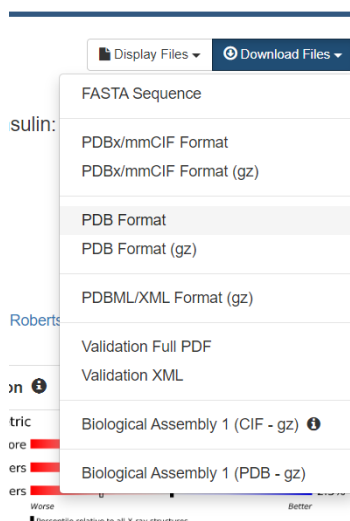 Display Files Download Files
FASTA Sequence
sulin:
PDBx/mmCIF Format
PDBx/mmCIF Format (gz)
PDB Format
PDB Format (gz)
PDBML/XML Format (gz)
Roberts
Validation Full PDF
Validation XML
on
tric
Biological Assembly 1 (CIF - gz)
ore
ers
Biological Assembly 1 (PDB - gz)
ers
Worse Better
Percentile relative to all X-ray structures